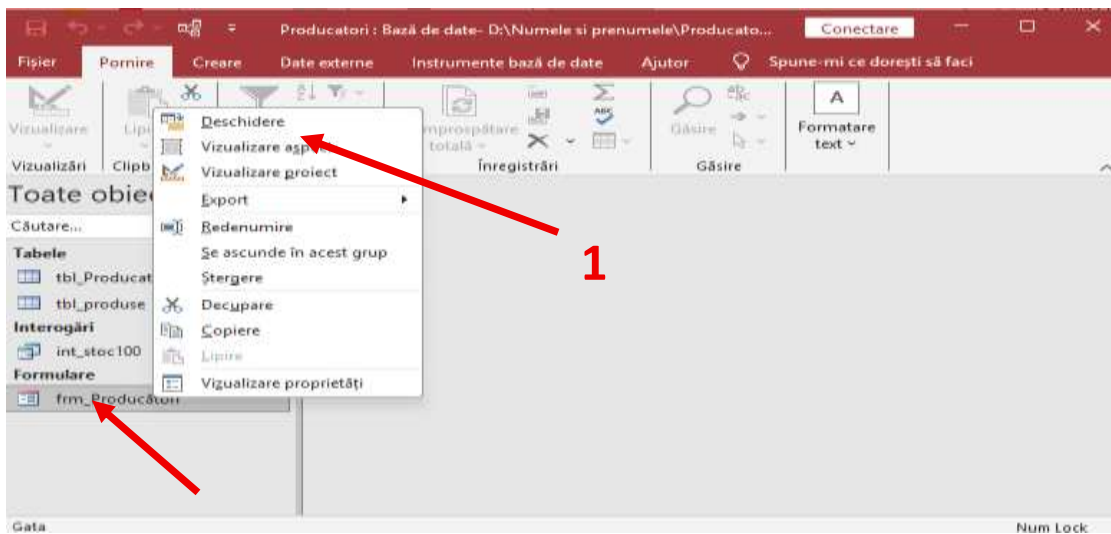 Producatori : Bază de date- D:\Numele si prenumele\Producato... Conectare
Fișier Pornire Creare Date externe Instrumente bază de date Ajutor Spune-mi ce dorești să faci
Vizualizare Găsire Formatare
totală text
Vizualizări Clipb Înregistrări Găsire
Deschidere
Vizualizare
Vizualizare proiect
Export
Redenumire
Se ascunde în acest grup
Ștergere
Decupare
Copiere
Lipire
Vizualizare proprietăți
Toate obie
Căutare...
Tabele
tbl_Producat
tbl_produse
Interogări
int_stoc100
Formulare
frm_Producători
1
Gata Num Lock